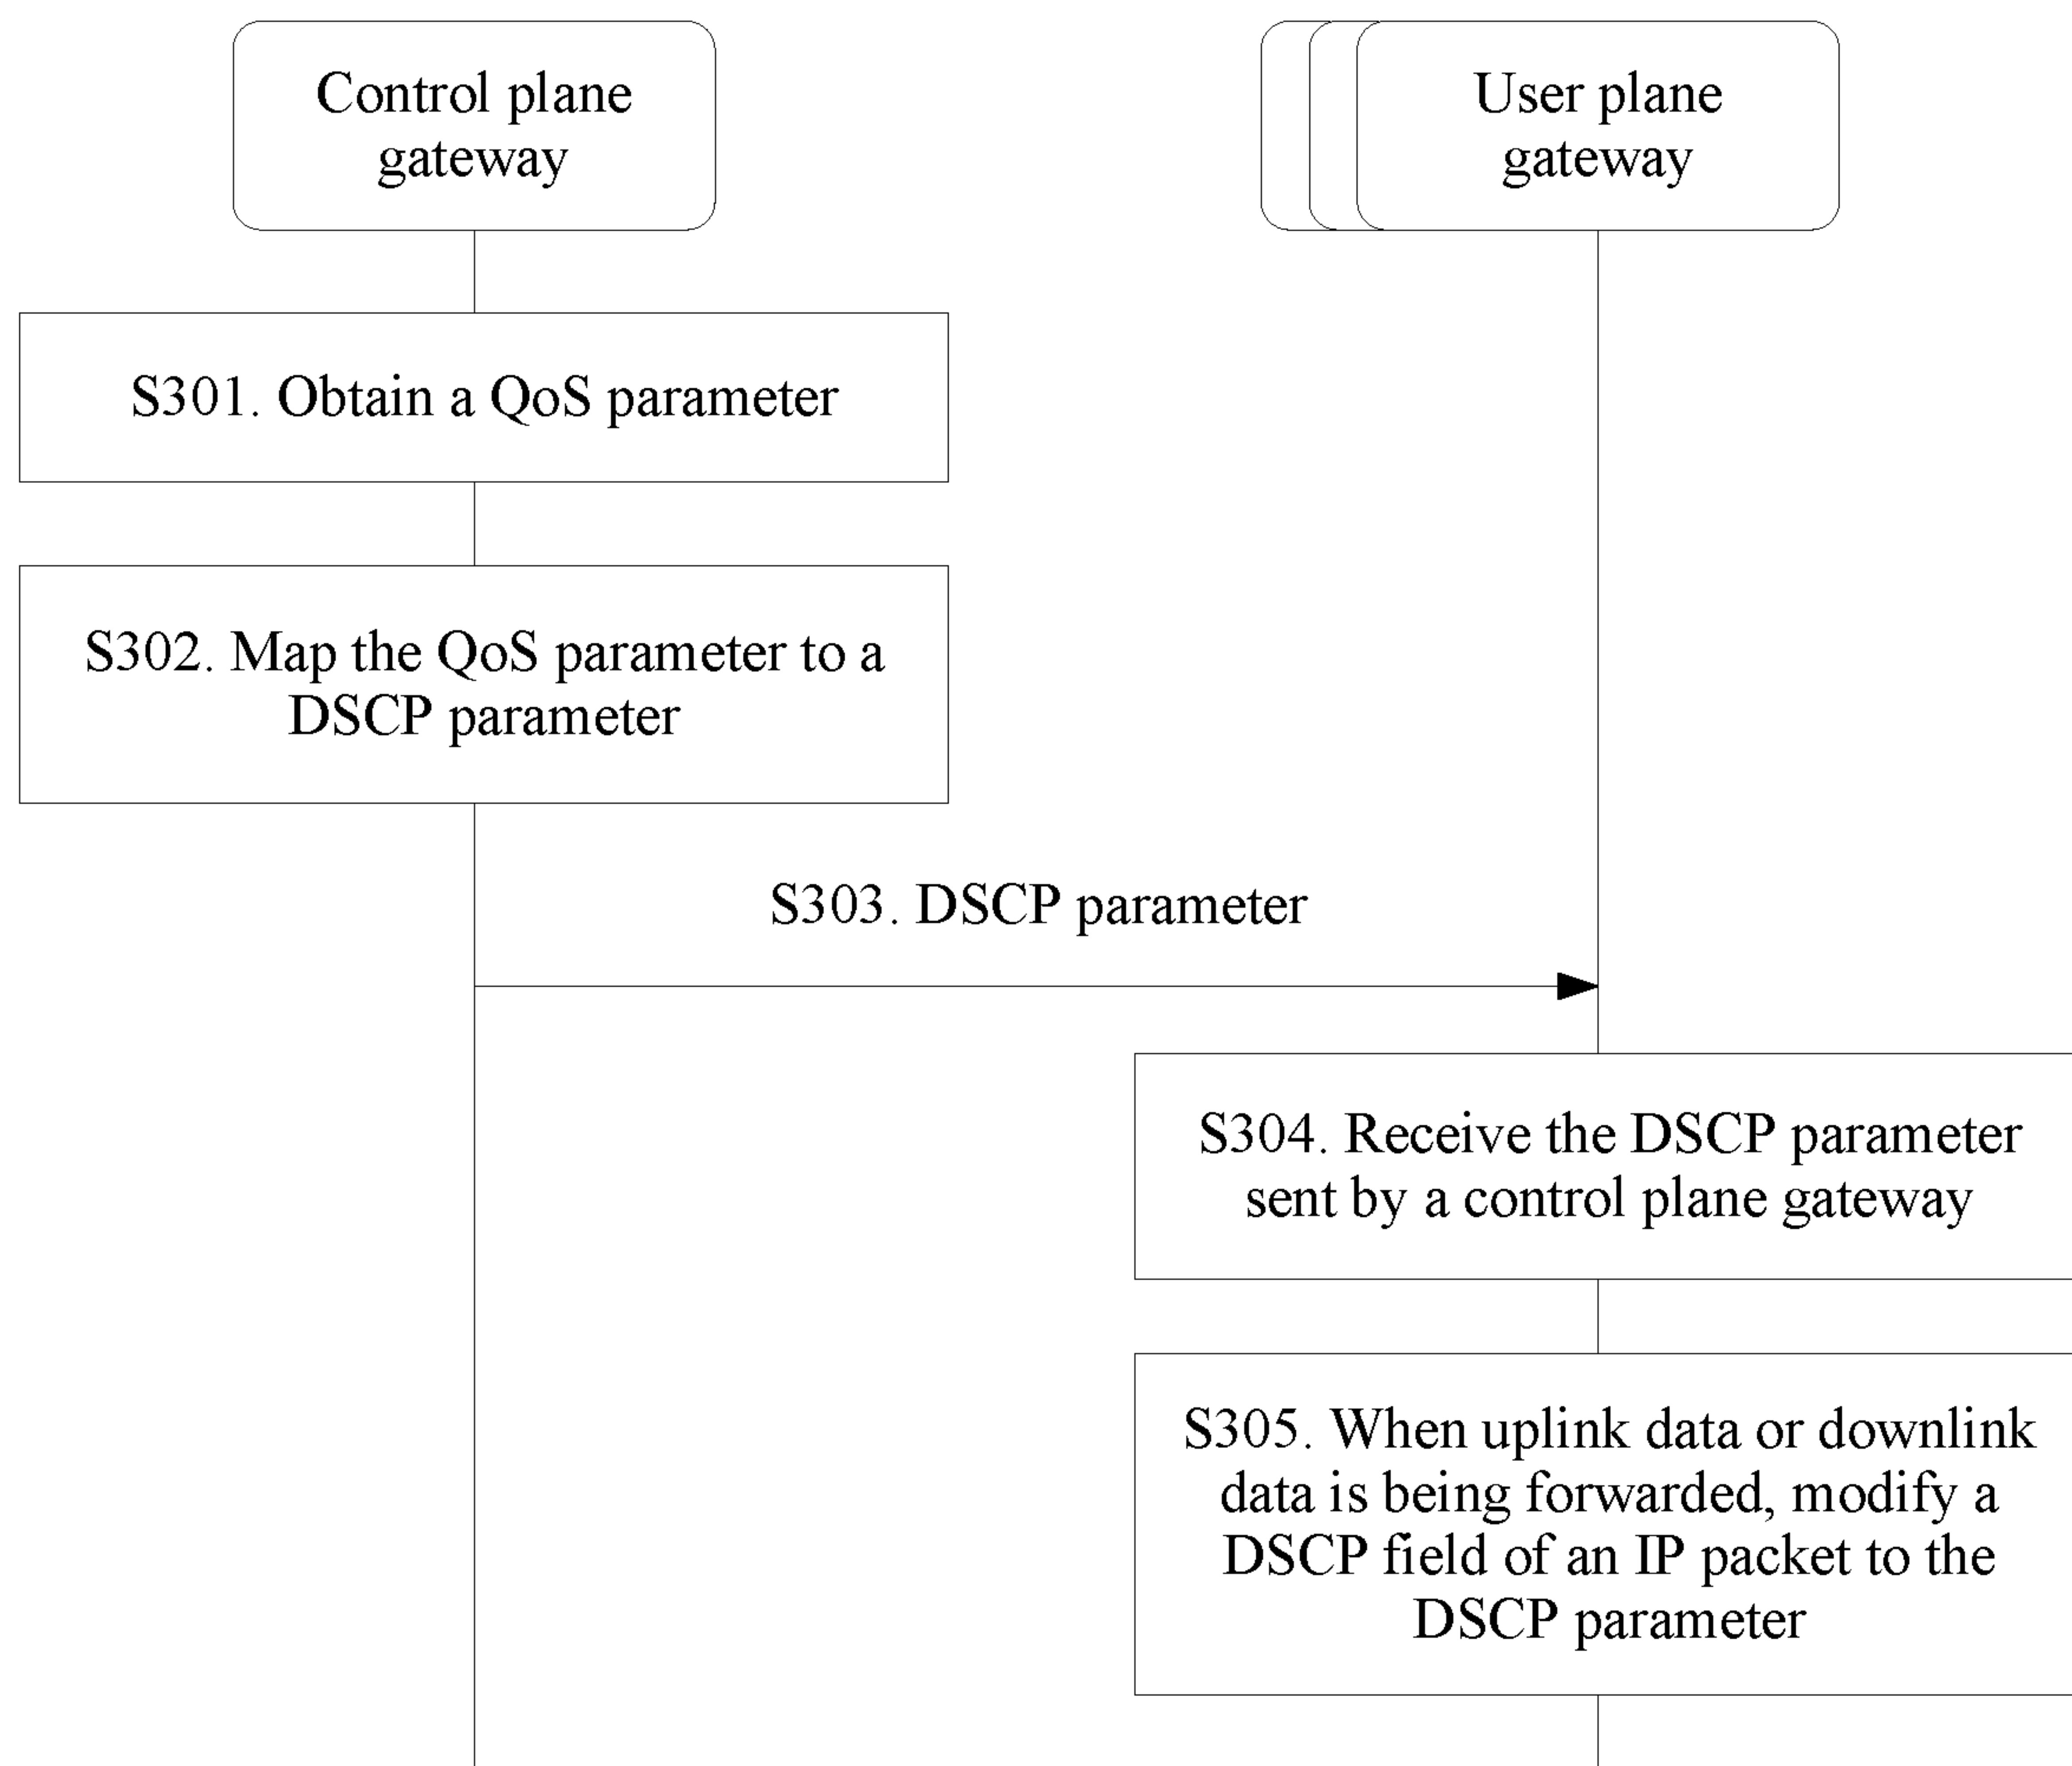 Control plane
gateway
User plane
gateway
S301. Obtain a QoS parameter
S302. Map the QoS parameter to a
DSCP parameter
S303. DSCP parameter
S304. Receive the DSCP parameter
sent by a control plane gateway
S305. When uplink data or downlink
data is being forwarded, modify a
DSCP field of an IP packet to the
DSCP parameter